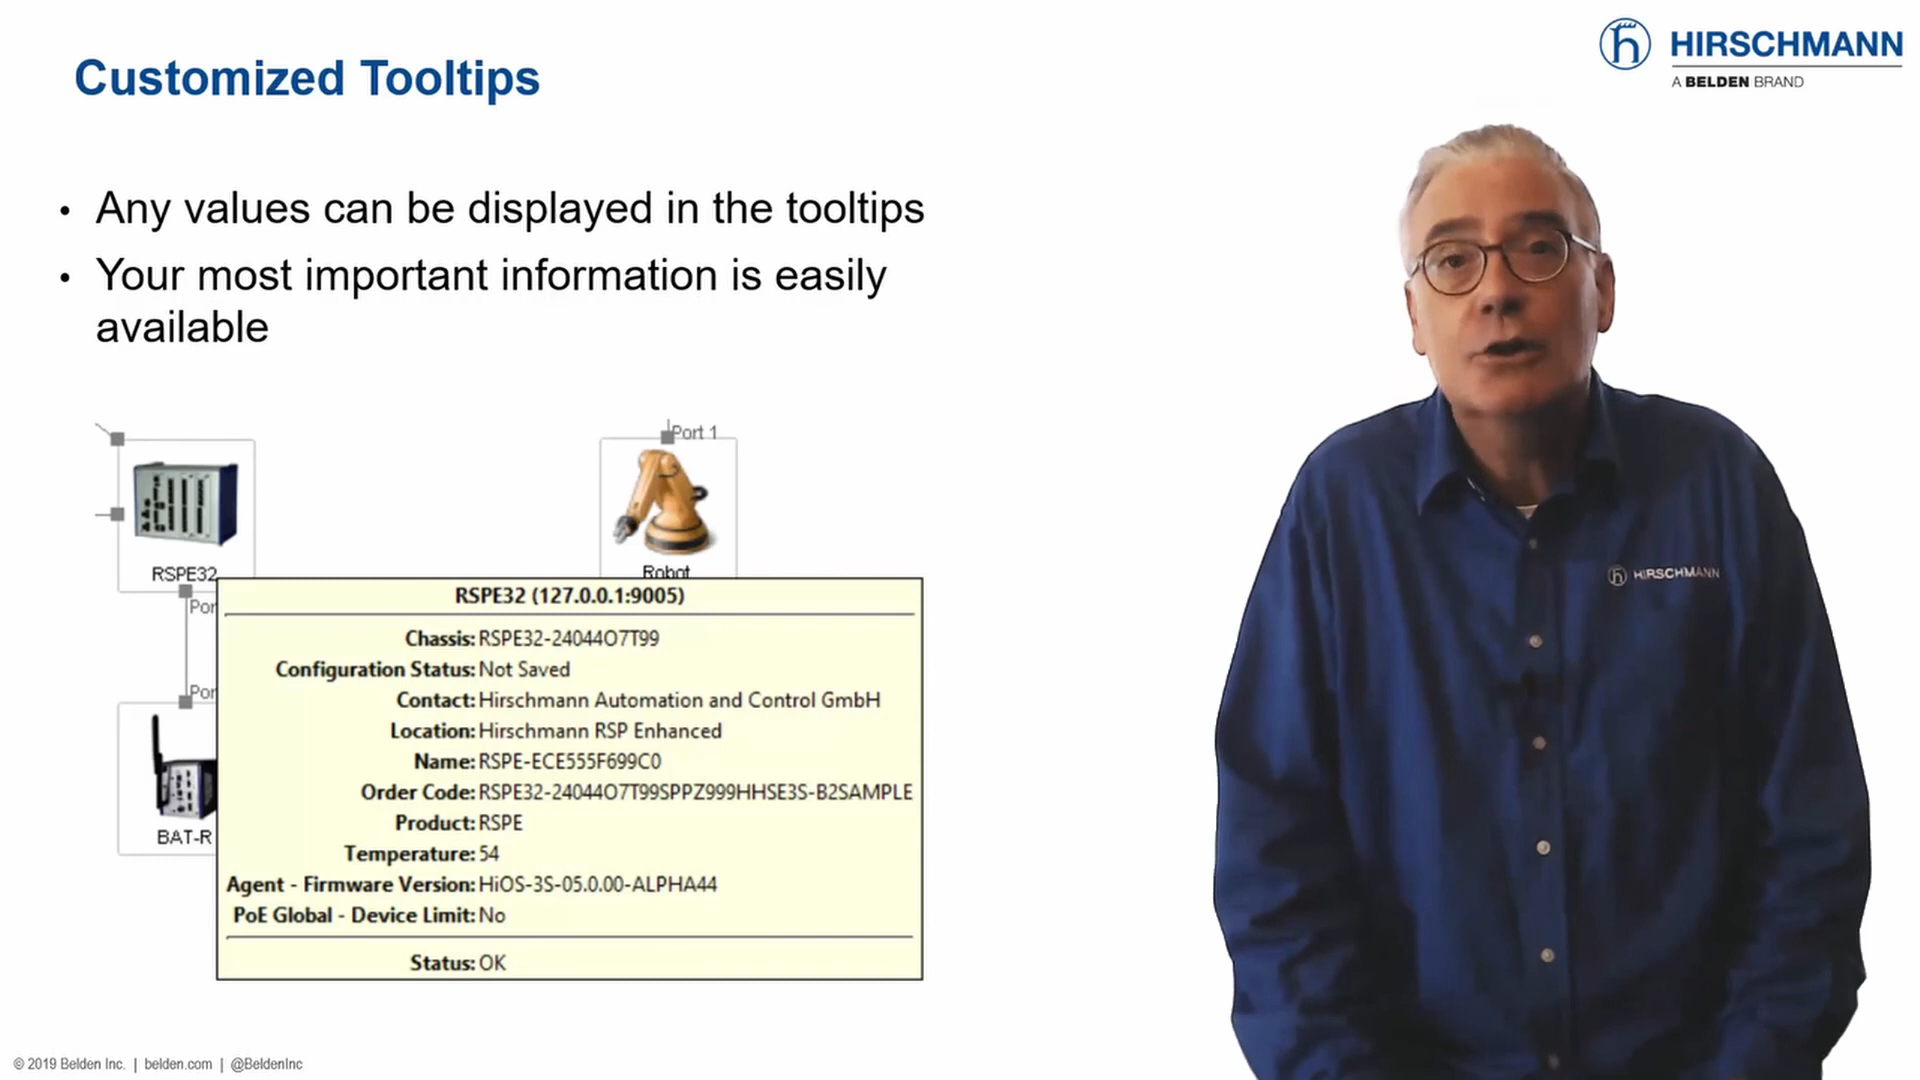 Customized Tooltips
HIRSCHMANN
A BELDEN BRAND
• Any values can be displayed in the tooltips
• Your most important information is easily
available
Port 1
RSPE32
Robot
Por
Por
BAT-R
RSPE32 (127.0.0.1:9005)
Chassis: RSPE32-24044O7T99
Configuration Status: Not Saved
Contact: Hirschmann Automation and Control GmbH
Location: Hirschmann RSP Enhanced
Name: RSPE-ECE555F699C0
Order Code: RSPE32-24044O7T99SPPZ999HHSE3S-B2SAMPLE
Product: RSPE
Temperature: 54
Agent - Firmware Version: HiOS-3S-05.0.00-ALPHA44
PoE Global - Device Limit: No
Status: OK
HIRSCHMANN
© 2019 Belden Inc. | belden.com | @BeldenInc